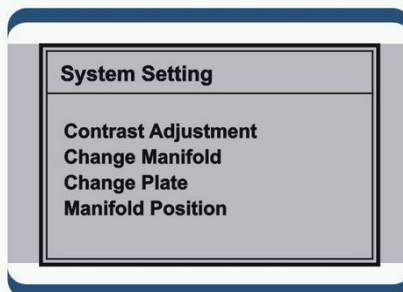 System Setting
Contrast Adjustment
Change Manifold
Change Plate
Manifold Position